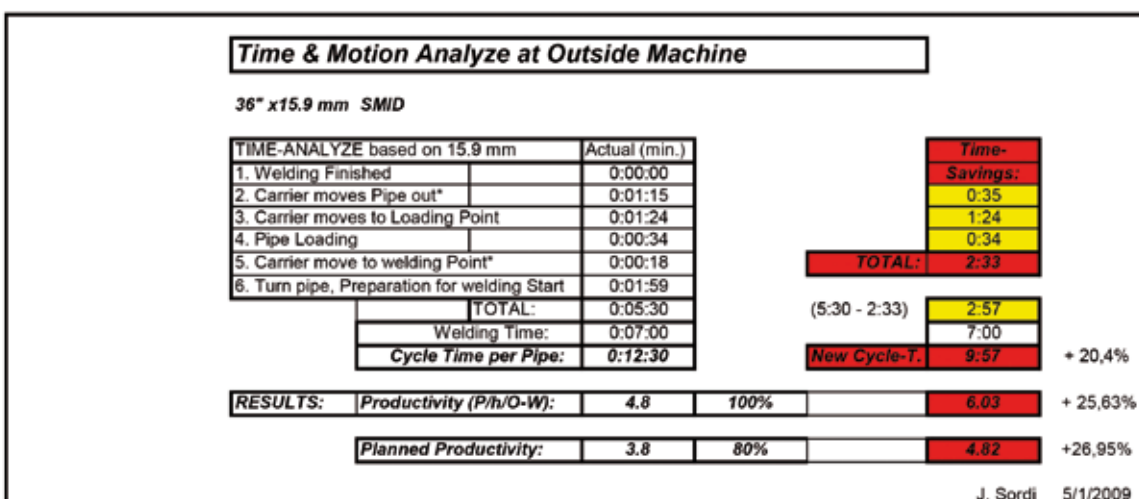 Time & Motion Analyze at Outside Machine
36" x15.9 mm SMID
TIME-ANALYZE based on 15.9 mm Actual (min.) Time-
1. Welding Finished 0:00:00 Savings:
2. Carrier moves Pipe out* 0:01:15 0:35
3. Carrier moves to Loading Point 0:01:24 1:24
4. Pipe Loading 0:00:34 0:34
5. Carrier move to welding Point* 0:00:18 TOTAL: 2:33
6. Turn pipe, Preparation for welding Start 0:01:59
TOTAL: 0:05:30 (5:30 - 2:33) 2:57
Welding Time: 0:07:00 7:00
Cycle Time per Pipe: 0:12:30 New Cycle-T. 9:57 + 20,4%
RESULTS: Productivity (P/h/O-W): 4.8 100% 6.03 + 25,63%
Planned Productivity: 3.8 80% 4.82 +26,95%
J. Sordi 5/1/2009